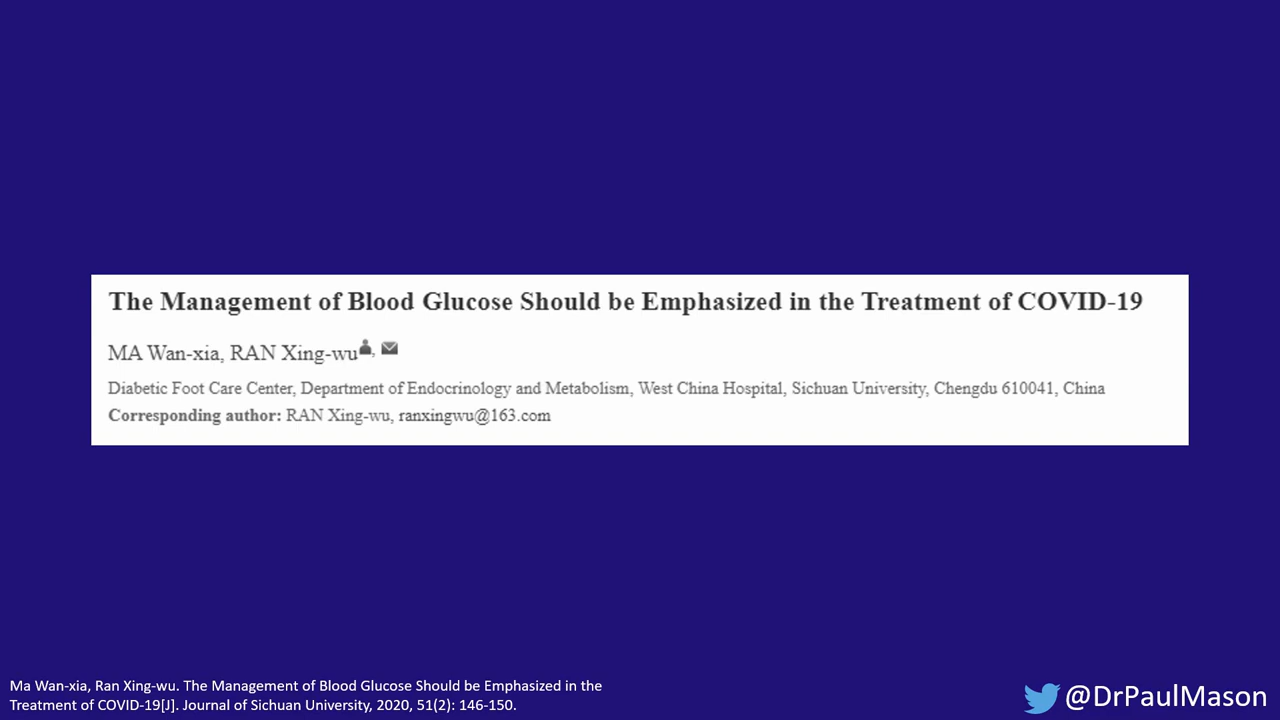 The Management of Blood Glucose Should be Emphasized in the Treatment of COVID-19
MA Wan-xia, RAN Xing-wu,
Diabetic Foot Care Center, Department of Endocrinology and Metabolism, West China Hospital, Sichuan University, Chengdu 610041, China
Corresponding author: RAN Xing-wu, ranxingwu@163.com
Ma Wan-xia, Ran Xing-wu. The Management of Blood Glucose Should be Emphasized in the
Treatment of COVID-19[J]. Journal of Sichuan University, 2020, 51(2): 146-150.
@DrPaulMason